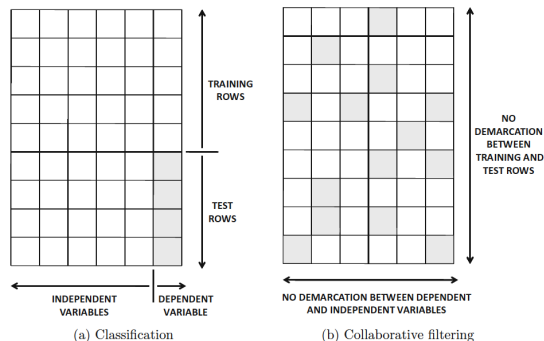 TRAINING
ROWS
TEST
ROWS
INDEPENDENT
VARIABLES
DEPENDENT
VARIABLE
(a) Classification
NO
DEMARCATION
BETWEEN
TRAINING AND
TEST ROWS
NO DEMARCATION BETWEEN DEPENDENT
AND INDEPENDENT VARIABLES
(b) Collaborative filtering